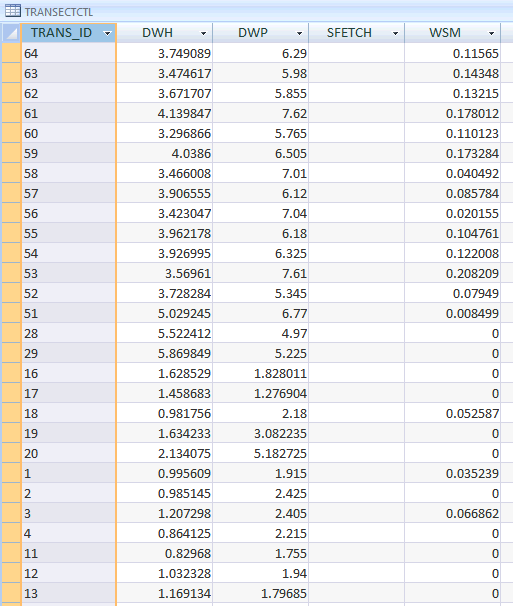 TRANSECTCTL
TRANS_ID DWH DWP SFETCH WSM
64 3.749089 6.29 0.11565
63 3.474617 5.98 0.14348
62 3.671707 5.855 0.13215
61 4.139847 7.62 0.178012
60 3.296866 5.765 0.110123
59 4.0386 6.505 0.173284
58 3.466008 7.01 0.040492
57 3.906555 6.12 0.085784
56 3.423047 7.04 0.020155
55 3.962178 6.18 0.104761
54 3.926995 6.325 0.122008
53 3.56961 7.61 0.208209
52 3.728284 5.345 0.07949
51 5.029245 6.77 0.008499
28 5.522412 4.97 0
29 5.869849 5.225 0
16 1.628529 1.828011 0
17 1.458683 1.276904 0
18 0.981756 2.18 0.052587
19 1.634233 3.082235 0
20 2.134075 5.182725 0
1 0.995609 1.915 0.035239
2 0.985145 2.425 0
3 1.207298 2.405 0.066862
4 0.864125 2.215 0
11 0.82968 1.755 0
12 1.032328 1.94 0
13 1.169134 1.79685 0